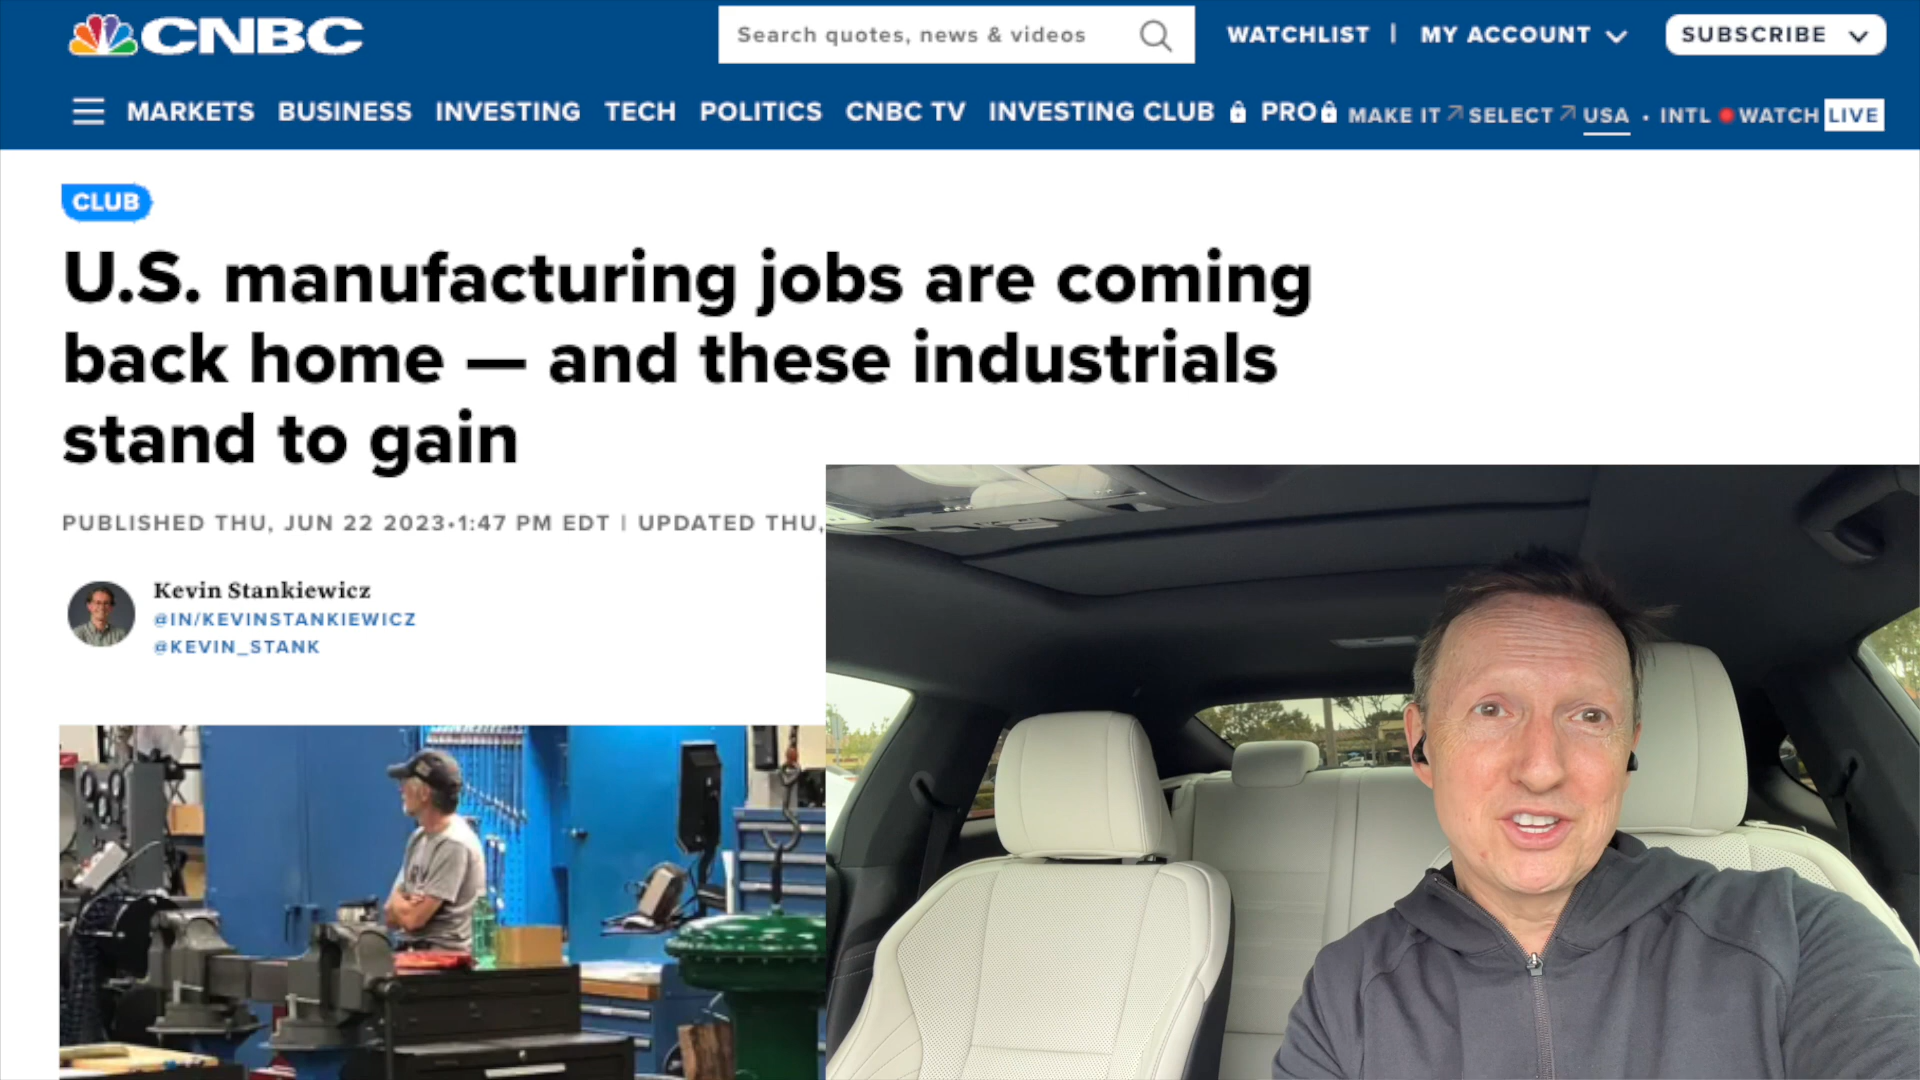 CNBC
Search quotes, news & videos
WATCHLIST | MY ACCOUNT
SUBSCRIBE
MARKETS BUSINESS INVESTING TECH POLITICS CNBC TV INVESTING CLUB PRO MAKE IT SELECT USA • INTL WATCH LIVE
CLUB
U.S. manufacturing jobs are coming
back home — and these industrials
stand to gain
PUBLISHED THU, JUN 22 2023•1:47 PM EDT | UPDATED THU,
Kevin Stankiewicz
@IN/KEVINSTANKIEWICZ
@KEVIN_STANK